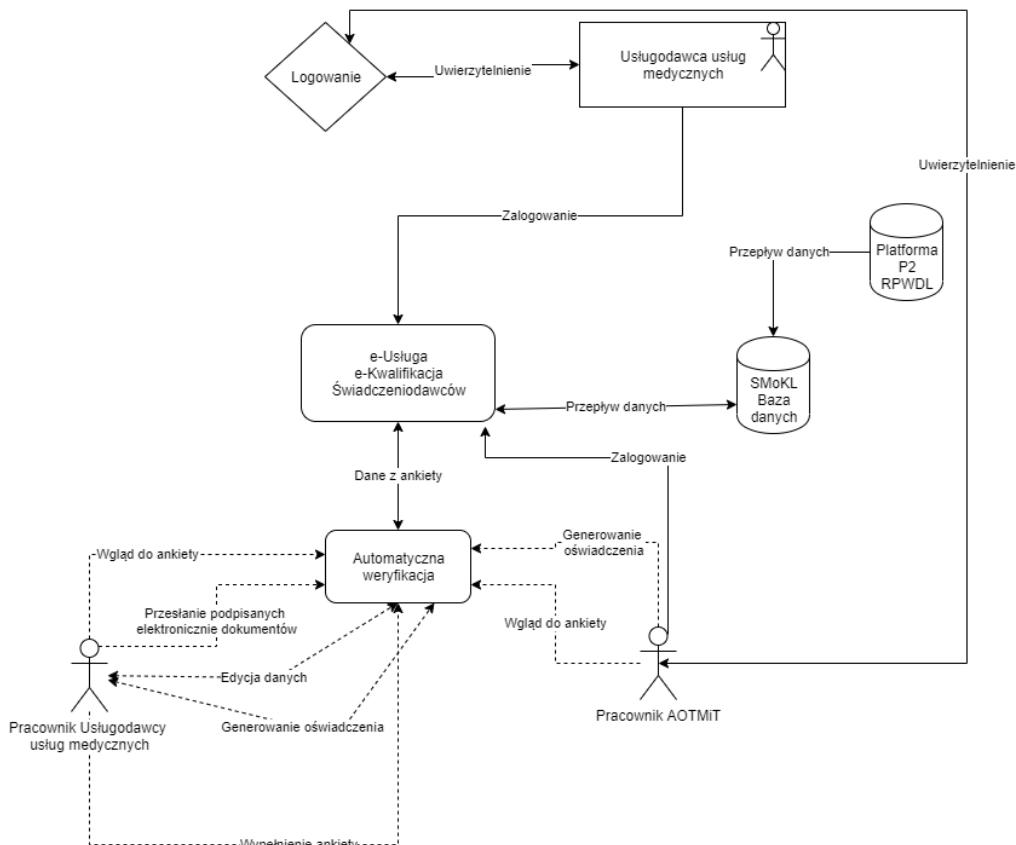 Logowanie
Uwierzytelnienie
Usługodawca usług
medycznych
Uwierzytelnienie
Zalogowanie
Platforma
P2
RPWDL
Przepływ danych
e-Usługa
e-Kwalifikacja
Świadczeniodawców
SMoKL
Baza
danych
Przepływ danych
Zalogowanie
Dane z ankiety
Generowanie
oświadczenia
Wgląd do ankiety
Automatyczna
weryfikacja
Przesłanie podpisanych
elektronicznie dokumentów
Wgląd do ankiety
Edycja danych
Pracownik AOTMiT
Pracownik Usługodawcy
usług medycznych
Generowanie oświadczenia
Wypełnienie ankiety